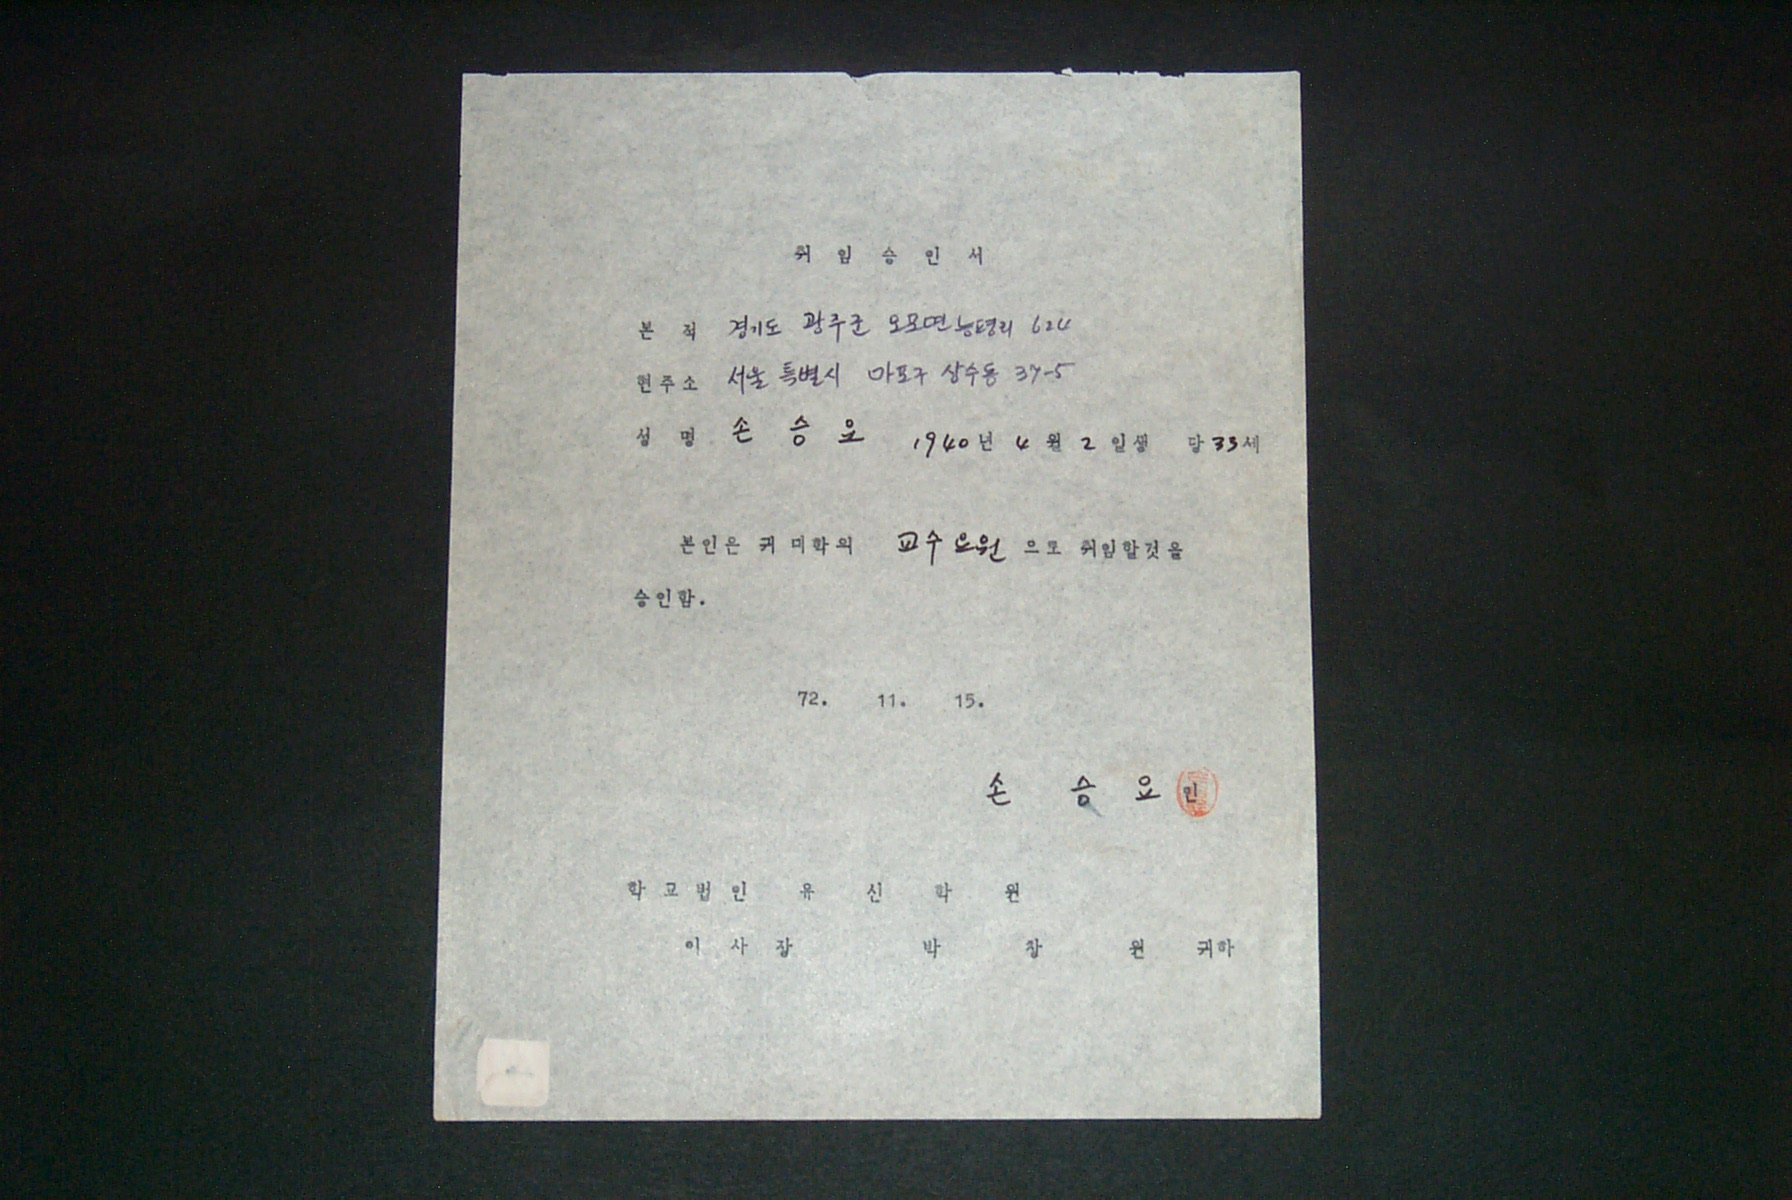 취임승인서
본적 경기도 광주군 오포면 능평리 624
현주소 서울특별시 마포구 상수동 37-5
성명 손승요 1940년 4월 2일생 당33세
본인은 귀 대학의 교수요원 으로 취임할것을
승인함.
72. 11. 15.
손승요 인
학교법인 유신학원
이사장 박창원 귀하